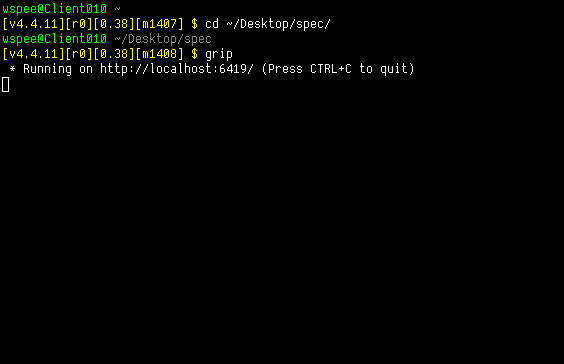 wspee@Client010 ~
[v4.4.11][r0][0.38][m1407] $ cd ~/Desktop/spec/
wspee@Client010 ~/Desktop/spec
[v4.4.11][r0][0.38][m1408] $ grip
 * Running on http://localhost:6419/ (Press CTRL+C to quit)